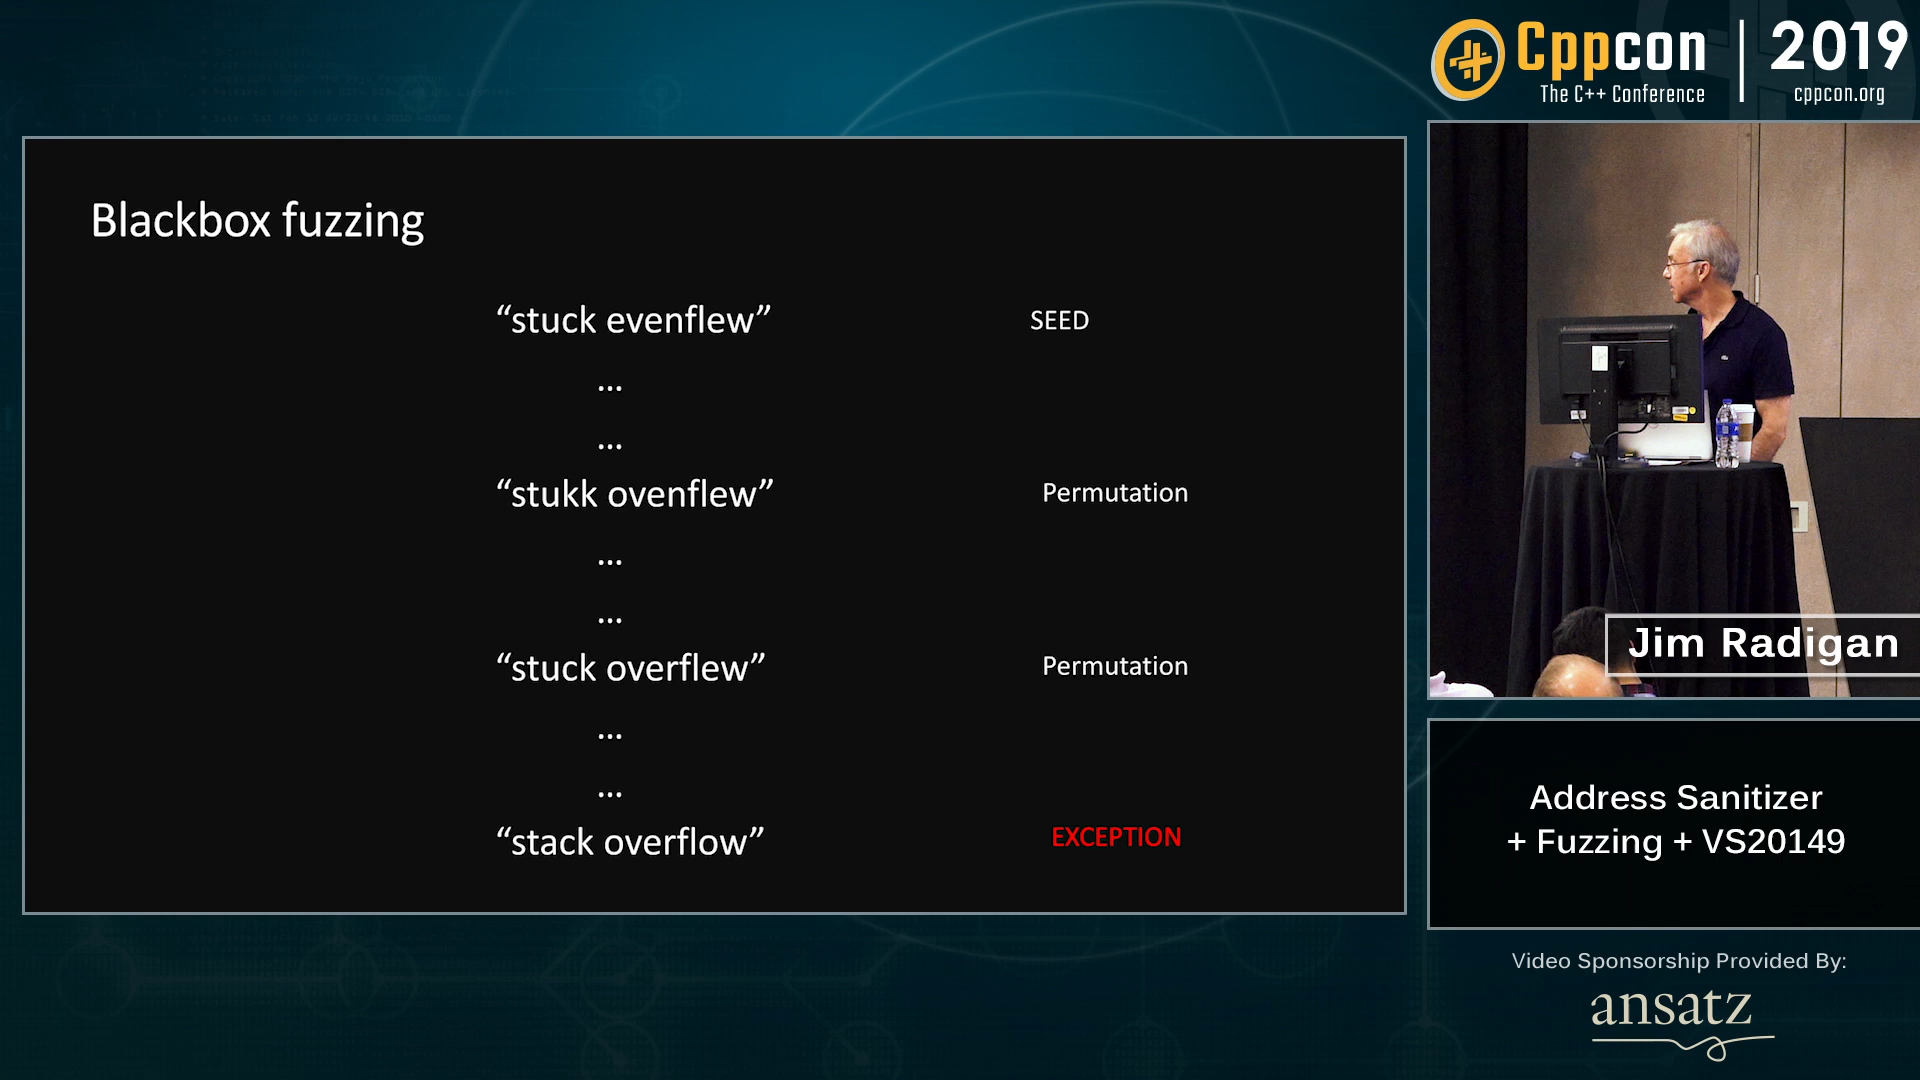 Cppcon
The C++ Conference
2019
cppcon.org
Blackbox fuzzing
“stuck evenflew” SEED
...
...
“stukk ovenflew” Permutation
...
...
“stuck overflew” Permutation
...
...
“stack overflow” EXCEPTION
Jim Radigan
Address Sanitizer
+ Fuzzing + VS20149
Video Sponsorship Provided By:
ansatz